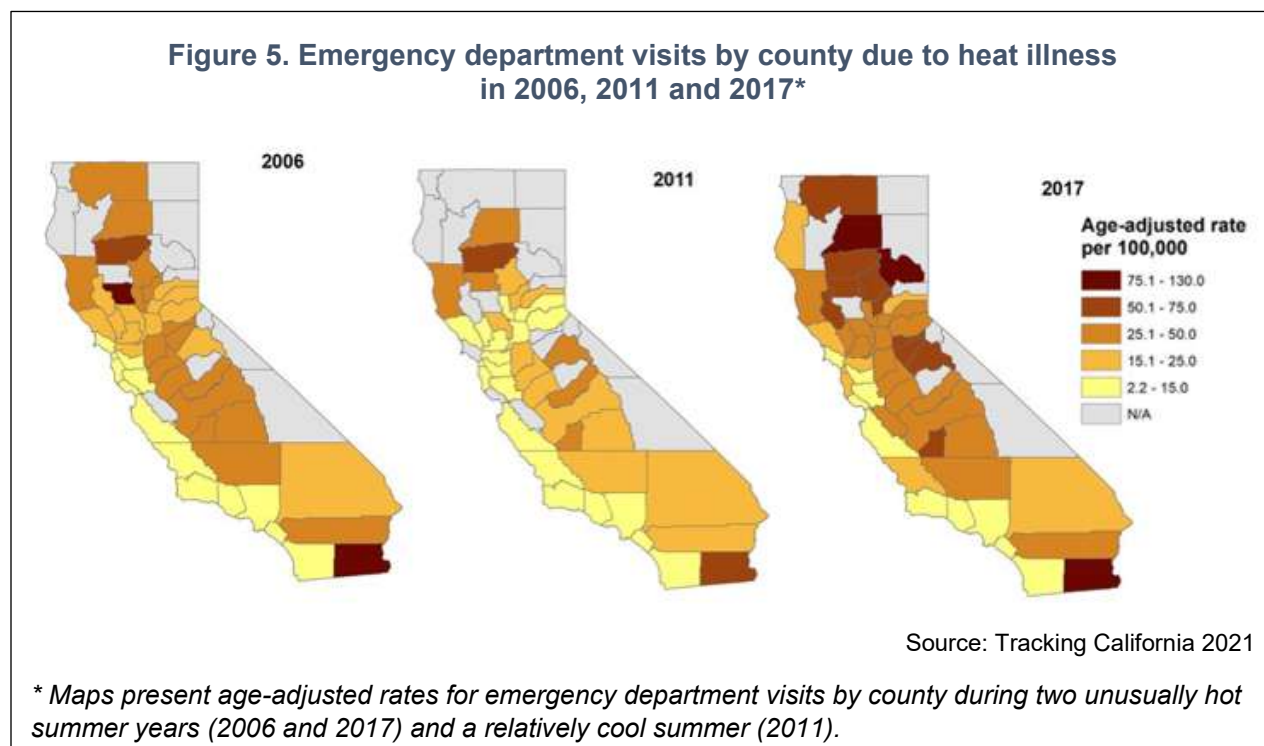 Figure 5. Emergency department visits by county due to heat illness
in 2006, 2011 and 2017*
2006
2011
2017
Age-adjusted rate
per 100,000
75.1 - 130.0
50.1 - 75.0
25.1 - 50.0
15.1 - 25.0
2.2 - 15.0
N/A
Source: Tracking California 2021
* Maps present age-adjusted rates for emergency department visits by county during two unusually hot
summer years (2006 and 2017) and a relatively cool summer (2011).